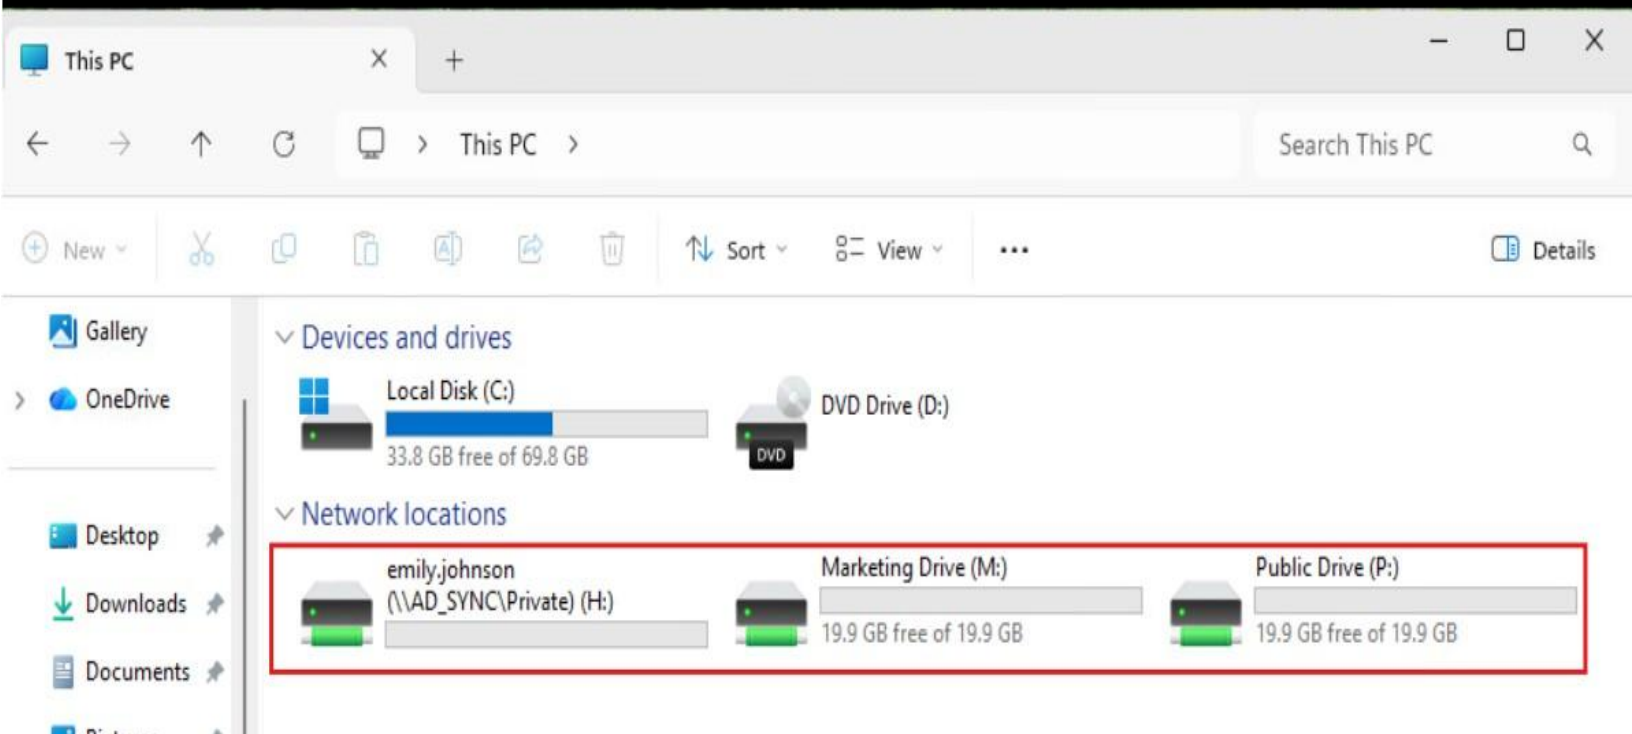 This PC
This PC
Search This PC
New
Sort
View
Details
Gallery
OneDrive
Desktop
Downloads
Documents
Devices and drives
Local Disk (C:)
33.8 GB free of 69.8 GB
DVD
DVD Drive (D:)
Network locations
emily.johnson
(\\AD_SYNC\Private) (H:)
Marketing Drive (M:)
19.9 GB free of 19.9 GB
Public Drive (P:)
19.9 GB free of 19.9 GB